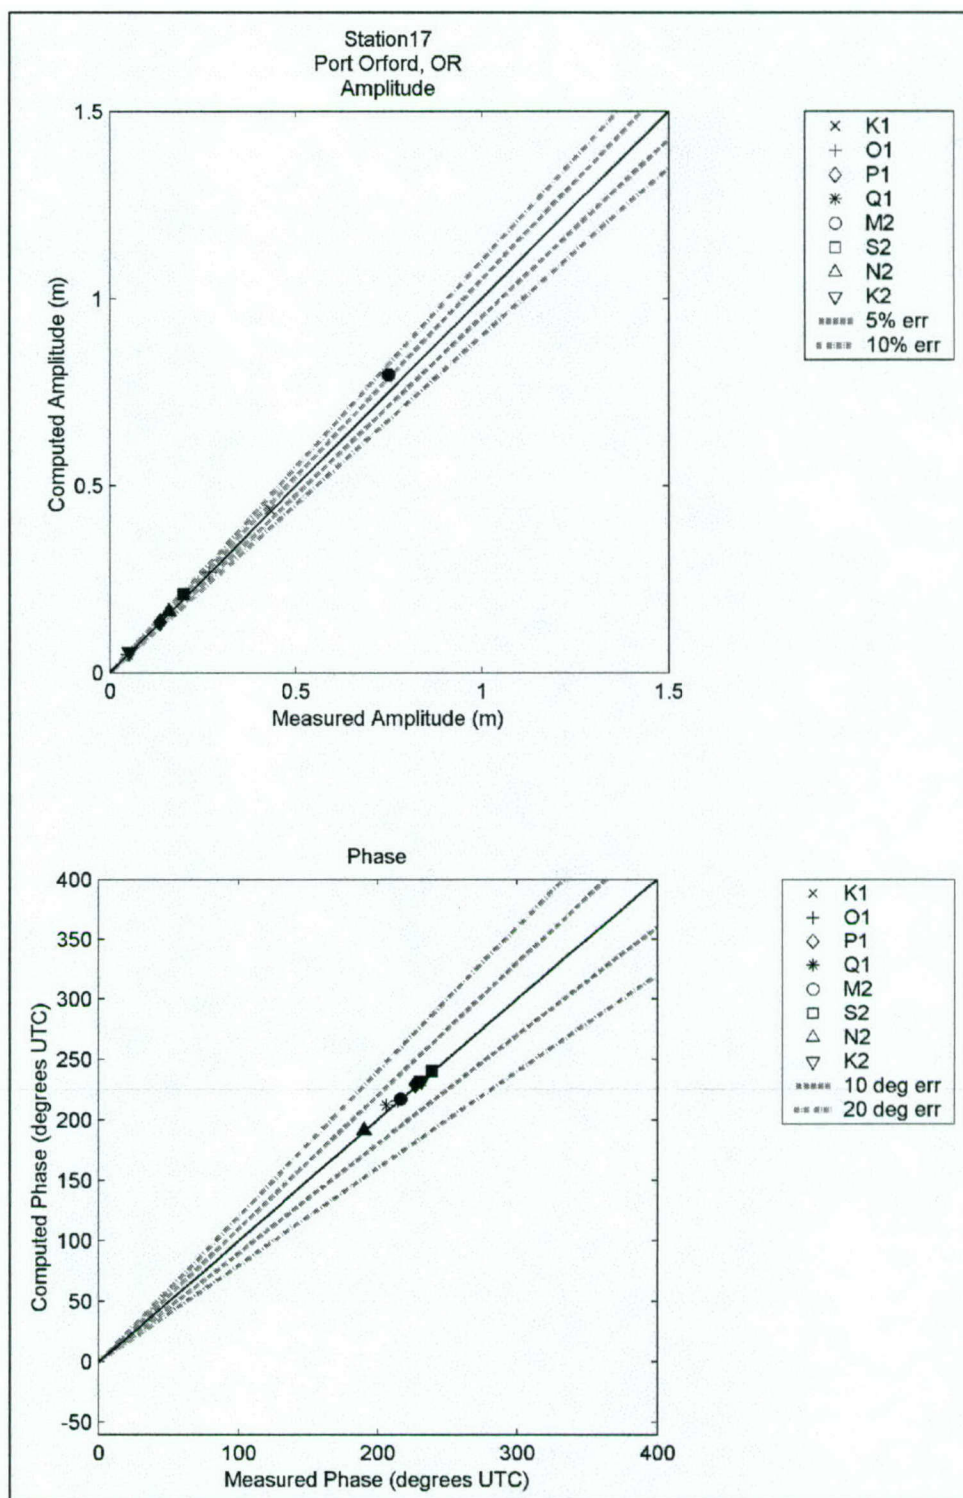 Station17
Port Orford, OR
Amplitude
1.5
1
0.5
0
Computed Amplitude (m)
0 0.5 1 1.5
Measured Amplitude (m)
K1
O1
P1
Q1
M2
S2
N2
K2
5% err
10% err
Phase
400
350
300
250
200
150
100
50
0
-50
Computed Phase (degrees UTC)
0 100 200 300 400
Measured Phase (degrees UTC)
K1
O1
P1
Q1
M2
S2
N2
K2
10 deg err
20 deg err